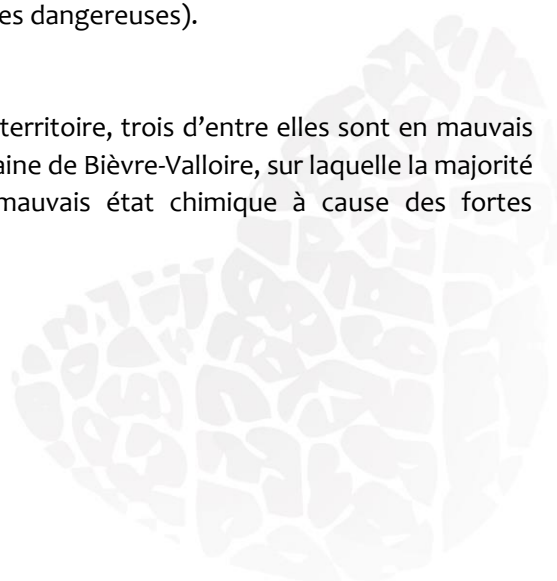 es dangereuses).
territoire, trois d’entre elles sont en mauvais
aine de Bièvre-Valloire, sur laquelle la majorité
mauvais état chimique à cause des fortes